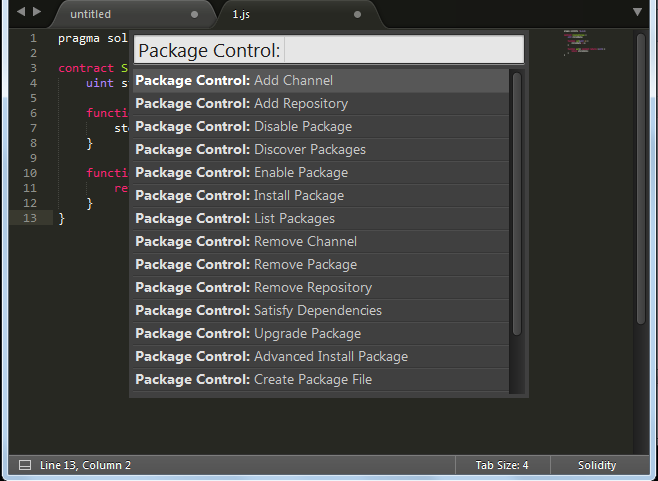 untitled
1.js
Package Control:
1 pragma sol
2
3 contract S
4 uint st
5
6 functio
7 sto
8 }
9
10 functio
11 re
12 }
13 }
Package Control: Add Channel
Package Control: Add Repository
Package Control: Disable Package
Package Control: Discover Packages
Package Control: Enable Package
Package Control: Install Package
Package Control: List Packages
Package Control: Remove Channel
Package Control: Remove Package
Package Control: Remove Repository
Package Control: Satisfy Dependencies
Package Control: Upgrade Package
Package Control: Advanced Install Package
Package Control: Create Package File
Line 13, Column 2
Tab Size: 4
Solidity